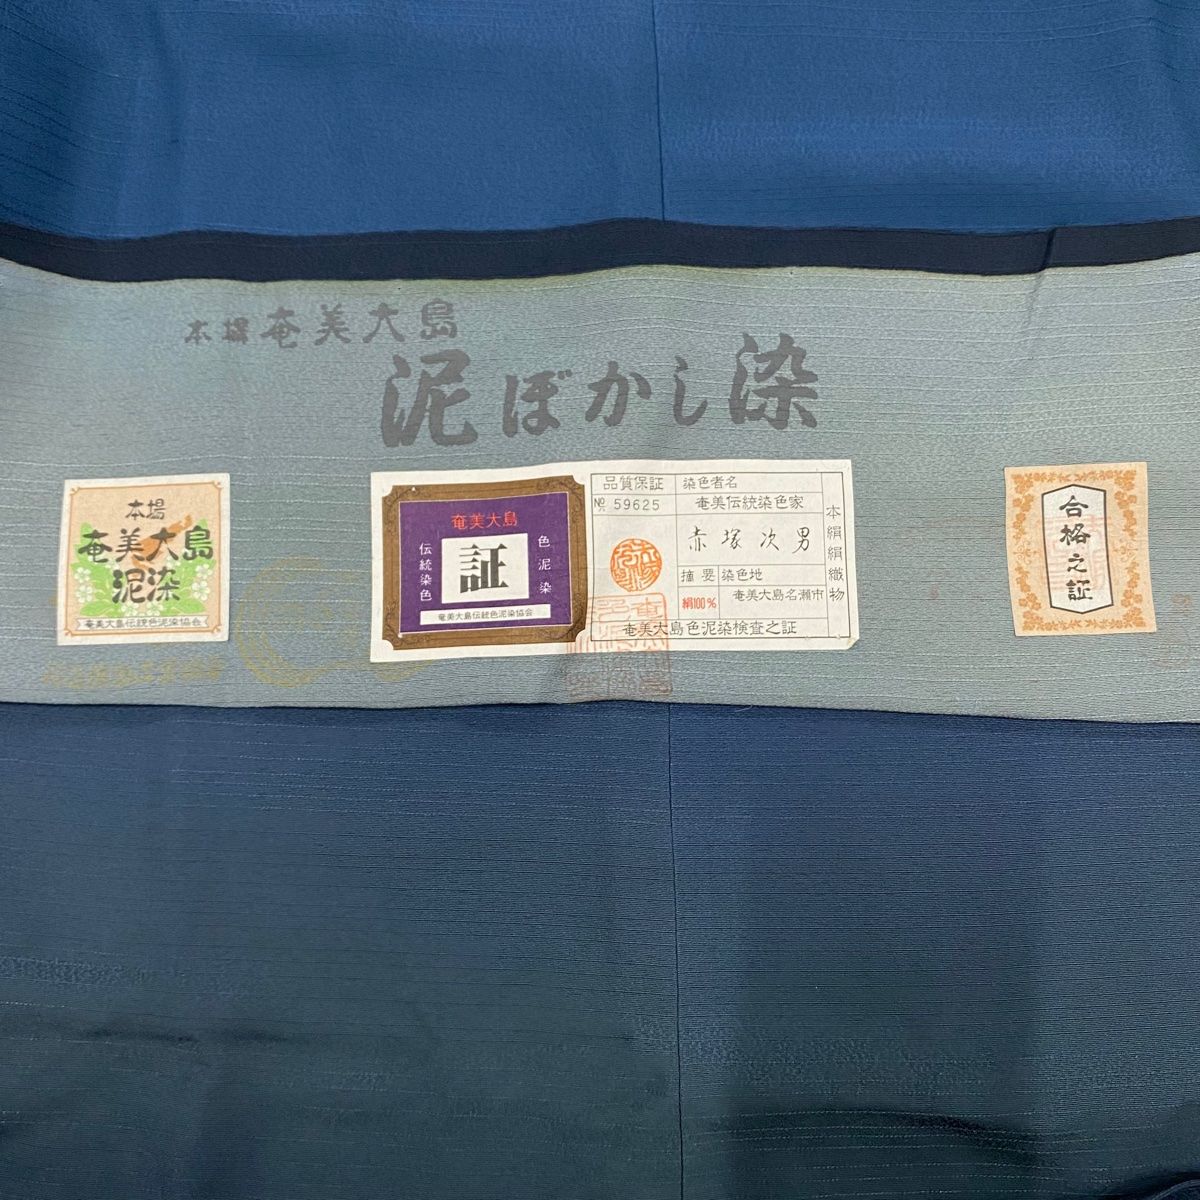 本場奄美大島
泥ぼかし染
本場
奄美大島
泥染
奄美大島伝統色泥染協会
奄美大島
伝統染色
証
色泥染
奄美大島伝統色泥染協会
品質保証
№ 59625
摘要
絹100%
染色者名
奄美伝統染色家
赤塚次男
染色地
奄美大島名瀬市
本絹絹織物
奄美大島色泥染検査之証
合格之証